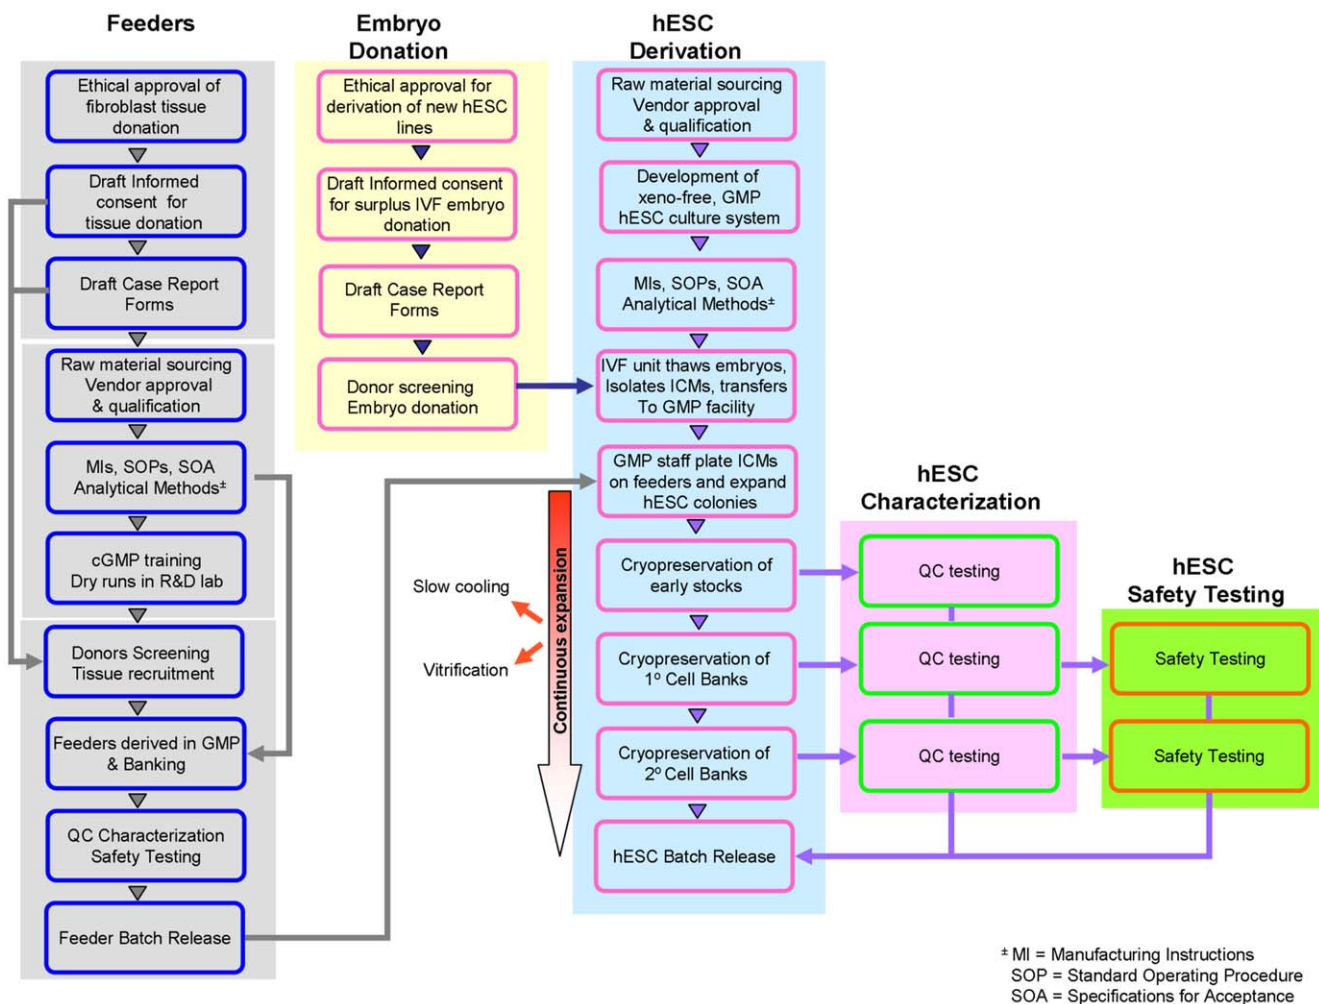 Feeders
Ethical approval of
fibroblast tissue
donation
Draft Informed
consent for
tissue donation
Draft Case Report
Forms
Raw material sourcing
Vendor approval
& qualification
MIs, SOPs, SOA
Analytical Methods±
cGMP training
Dry runs in R&D lab
Donors Screening
Tissue recruitment
Feeders derived in GMP
& Banking
QC Characterization
Safety Testing
Feeder Batch Release
Embryo
Donation
Ethical approval for
derivation of new hESC
lines
Draft Informed consent
for surplus IVF embryo
donation
Draft Case Report
Forms
Donor screening
Embryo donation
hESC
Derivation
Raw material sourcing
Vendor approval
& qualification
Development of
xeno-free, GMP
hESC culture system
MIs, SOPs, SOA
Analytical Methods±
IVF unit thaws embryos,
Isolates ICMs, transfers
To GMP facility
GMP staff plate ICMs
on feeders and expand
hESC colonies
Cryopreservation of
early stocks
Cryopreservation of
1º Cell Banks
Cryopreservation of
2º Cell Banks
hESC Batch Release
Slow cooling
Vitrification
Continuous expansion
hESC
Characterization
QC testing
QC testing
QC testing
hESC
Safety Testing
Safety Testing
Safety Testing
± MI = Manufacturing Instructions
SOP = Standard Operating Procedure
SOA = Specifications for Acceptance